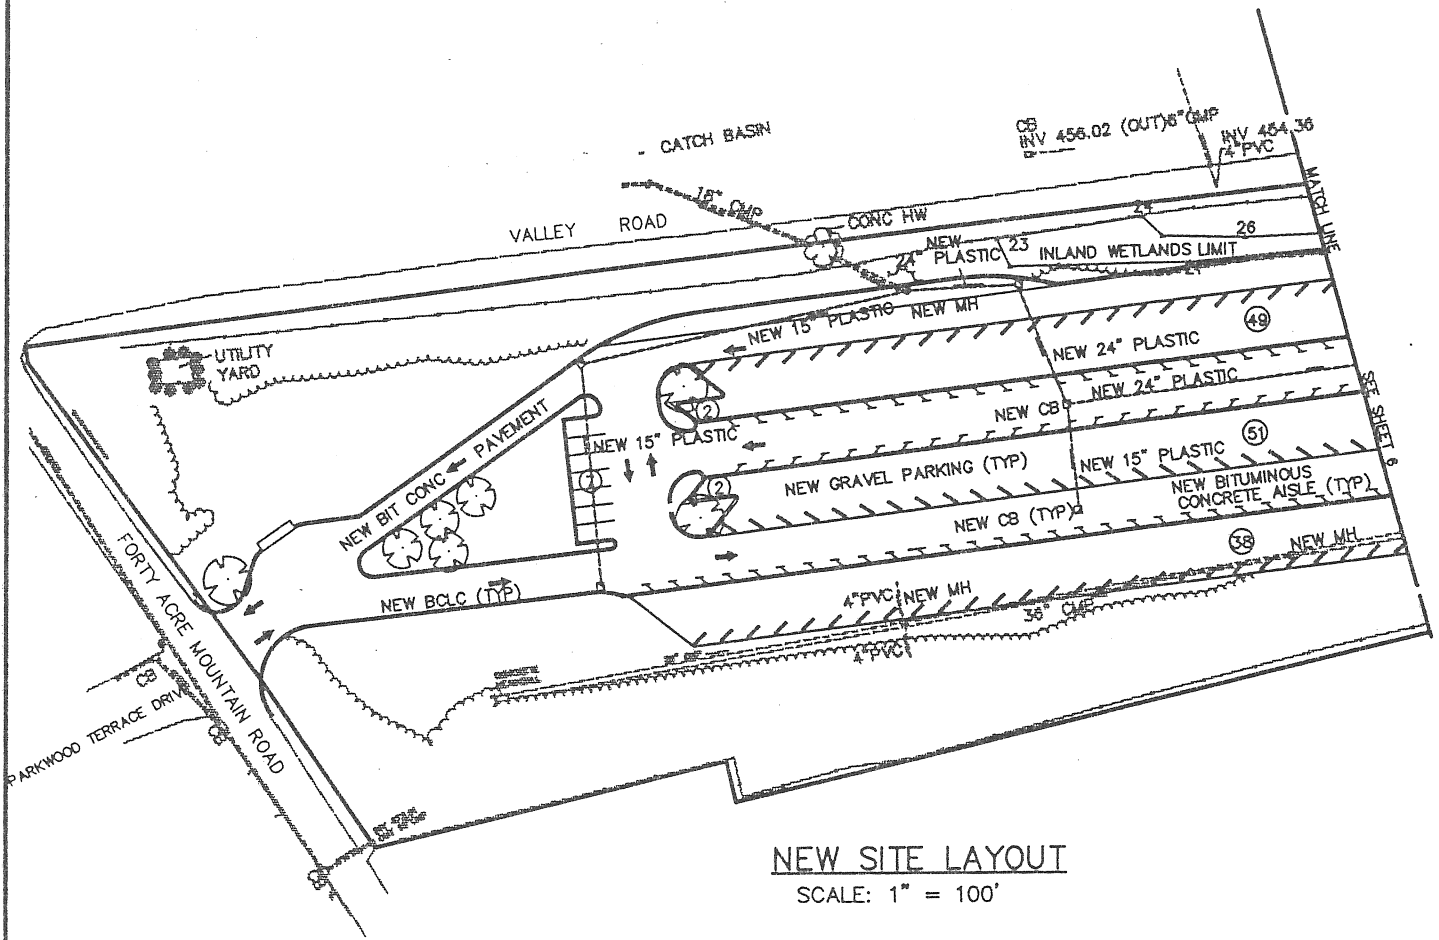 CATCH BASIN
CB
INV 456.02 (OUT)6" CMP
INV 454.36
4"PVC
MATCH LINE
18" CMP
VALLEY ROAD
CONC HW
24
26
23
NEW
24" PLASTIC
INLAND WETLANDS LIMIT
UTILITY
YARD
NEW 15" PLASTIC
NEW MH
49
NEW 24" PLASTIC
NEW 24" PLASTIC
2
NEW CB
SEE SHEET 6
NEW BIT CONC PAVEMENT
NEW 15" PLASTIC
51
7
2
NEW GRAVEL PARKING (TYP)
NEW 15" PLASTIC
NEW BITUMINOUS
CONCRETE AISLE (TYP)
NEW CB (TYP)
38
NEW MH
NEW BCLC (TYP)
4"PVC
NEW MH
36" CMP
4"PVC
FORTY ACRE MOUNTAIN ROAD
CB
CB
PARKWOOD TERRACE DRIV
NEW SITE LAYOUT
SCALE: 1" = 100'